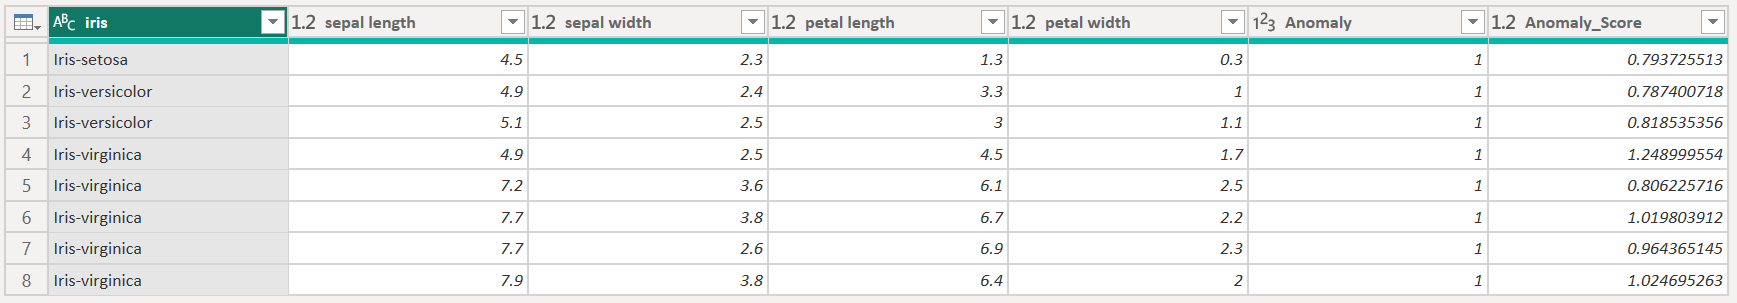 ABC iris 1.2 sepal length 1.2 sepal width 1.2 petal length 1.2 petal width 123 Anomaly 1.2 Anomaly_Score
1 Iris-setosa 4.5 2.3 1.3 0.3 1 0.793725513
2 Iris-versicolor 4.9 2.4 3.3 1 1 0.787400718
3 Iris-versicolor 5.1 2.5 3 1.1 1 0.818535356
4 Iris-virginica 4.9 2.5 4.5 1.7 1 1.248999554
5 Iris-virginica 7.2 3.6 6.1 2.5 1 0.806225716
6 Iris-virginica 7.7 3.8 6.7 2.2 1 1.019803912
7 Iris-virginica 7.7 2.6 6.9 2.3 1 0.964365145
8 Iris-virginica 7.9 3.8 6.4 2 1 1.024695263